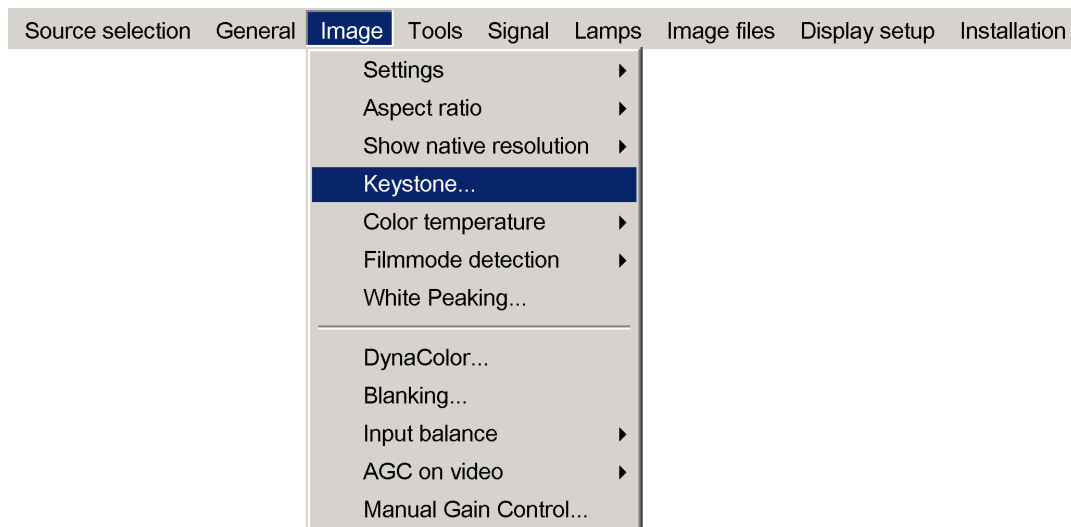 Source selection General Image Tools Signal Lamps Image files Display setup Installation
Settings
Aspect ratio
Show native resolution
Keystone...
Color temperature
Filmmode detection
White Peaking...
DynaColor...
Blanking...
Input balance
AGC on video
Manual Gain Control...